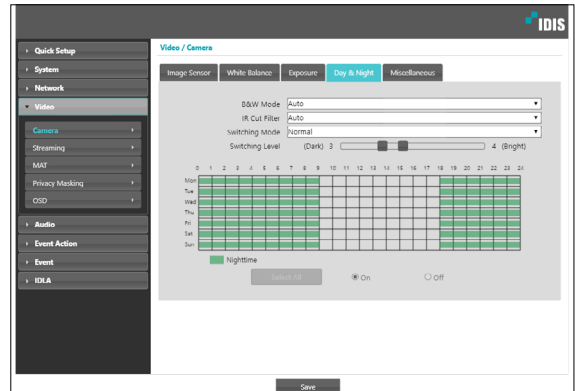 IDIS
Quick Setup
System
Network
Video
Camera
Streaming
MAT
Privacy Masking
OSD
Audio
Event Action
Event
IDLA
Video / Camera
Image Sensor White Balance Exposure Day & Night Miscellaneous
B&W Mode Auto
IR Cut Filter Auto
Switching Mode Normal
Switching Level (Dark) 3 4 (Bright)
0 1 2 3 4 5 6 7 8 9 10 11 12 13 14 15 16 17 18 19 20 21 22 23 24
Mon
Tue
Wed
Thu
Fri
Sat
Sun
Nighttime
Select All On Off
Save